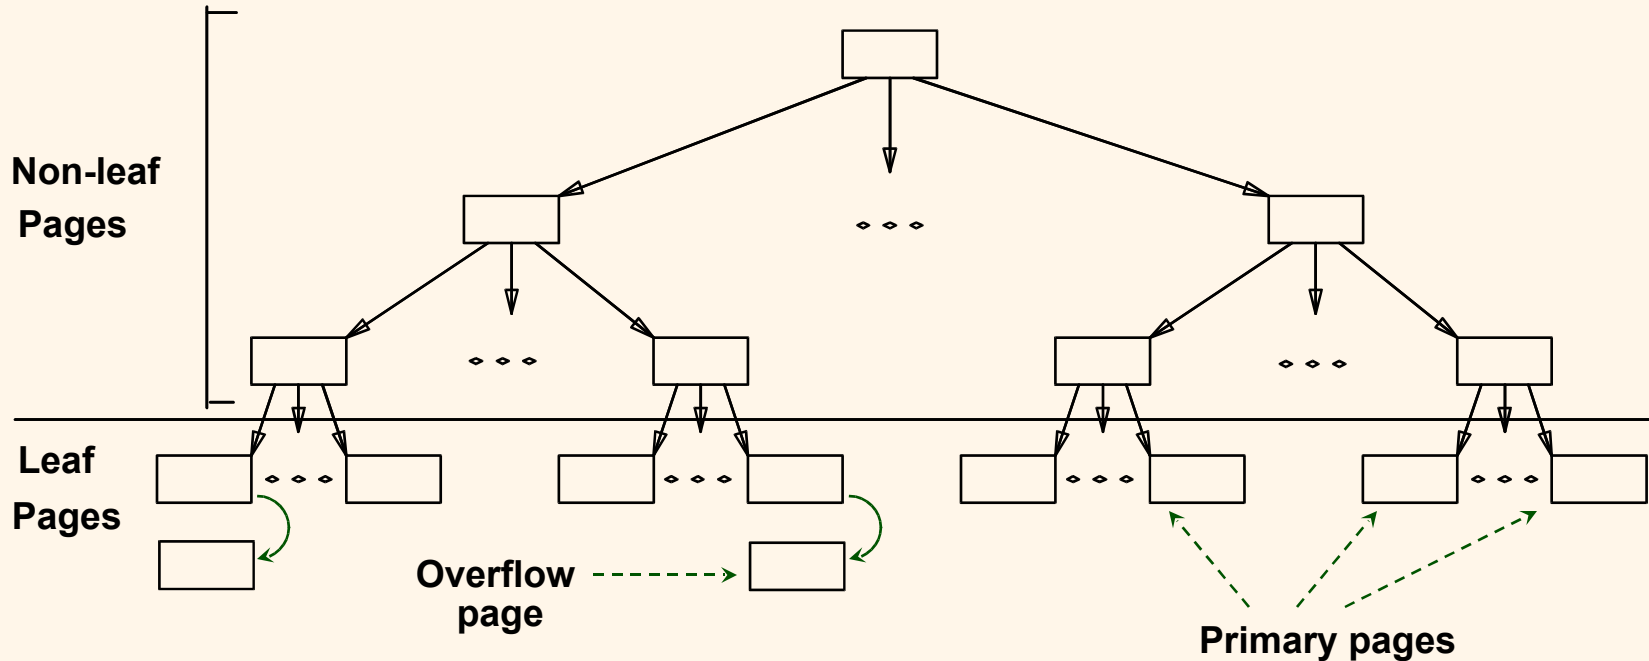 Non-leaf
Pages
Leaf
Pages
Overflow
page
Primary pages